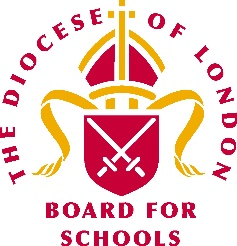 THE DIOCESE OF LONDON
BOARD FOR
SCHOOLS